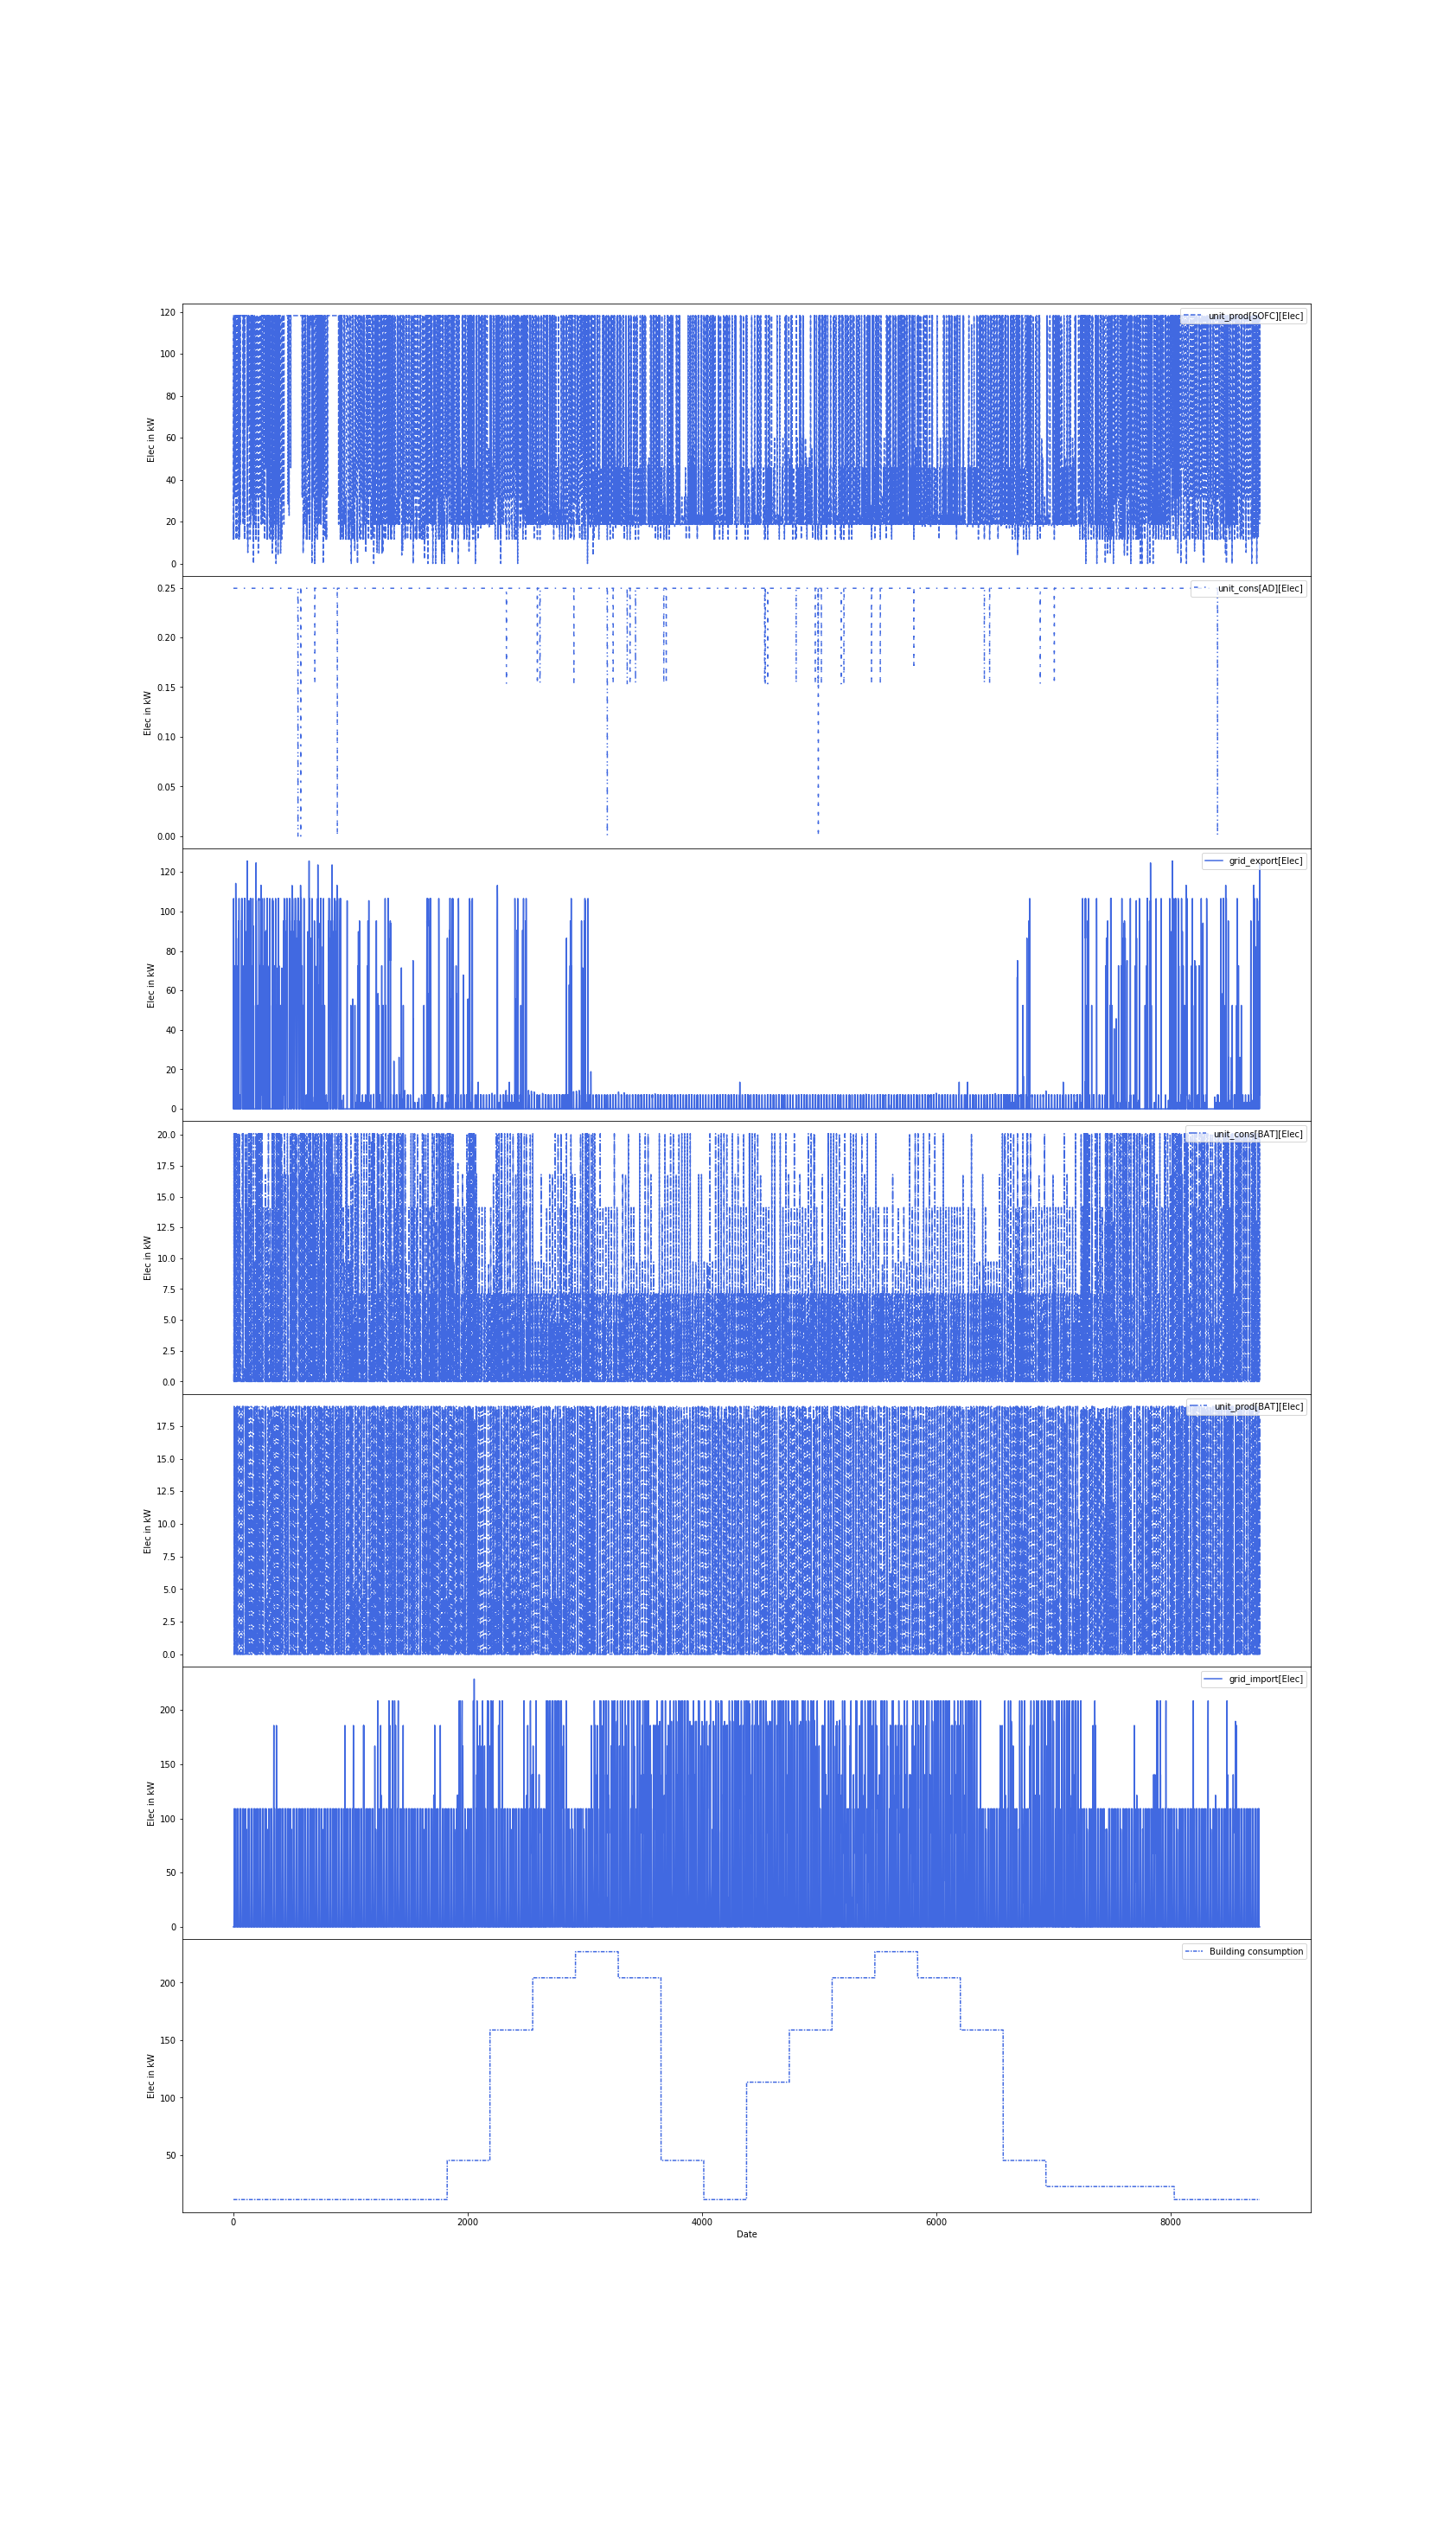 unit_prod[SOFC][Elec]
120
100
80
60
40
20
0
Elec in kW
unit_cons[AD][Elec]
0.25
0.20
0.15
0.10
0.05
0.00
Elec in kW
grid_export[Elec]
120
100
80
60
40
20
0
Elec in kW
unit_cons[BAT][Elec]
20.0
17.5
15.0
12.5
10.0
7.5
5.0
2.5
0.0
Elec in kW
unit_prod[BAT][Elec]
17.5
15.0
12.5
10.0
7.5
5.0
2.5
0.0
Elec in kW
grid_import[Elec]
200
150
100
50
0
Elec in kW
Building consumption
200
150
100
50
Elec in kW
0 2000 4000 6000 8000
Date